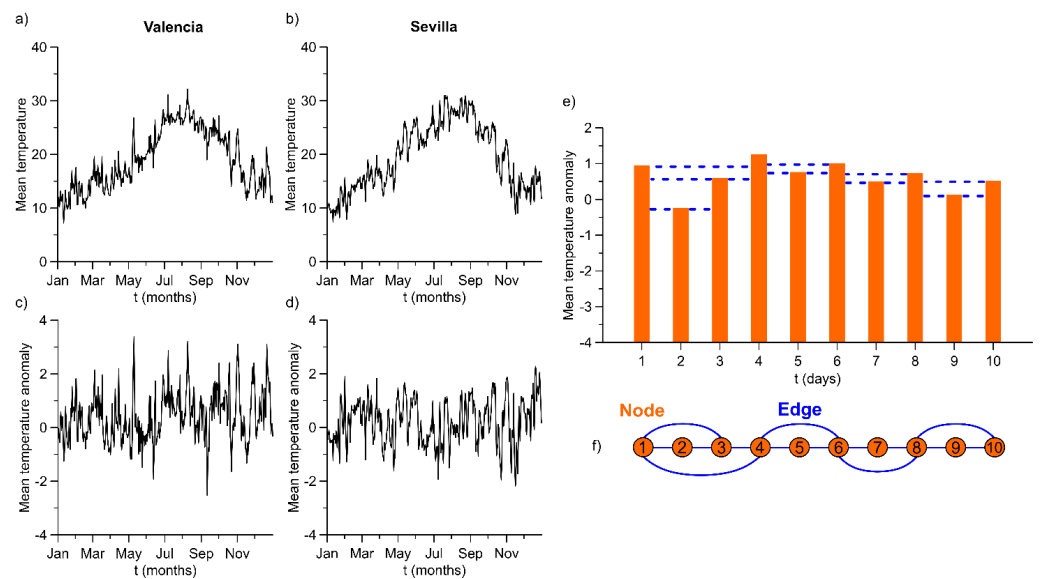 a)
Valencia
40
30
20
10
0
Mean temperature
Jan Mar May Jul Sep Nov
t (months)
b)
Sevilla
40
30
20
10
0
Mean temperature
Jan Mar May Jul Sep Nov
t (months)
c)
4
2
0
-2
-4
Mean temperature anomaly
Jan Mar May Jul Sep Nov
t (months)
d)
4
2
0
-2
-4
Mean temperature anomaly
Jan Mar May Jul Sep Nov
t (months)
e)
2
1
0
-1
-2
-3
-4
Mean temperature anomaly
1 2 3 4 5 6 7 8 9 10
t (days)
Node Edge
f) 1 2 3 4 5 6 7 8 9 10